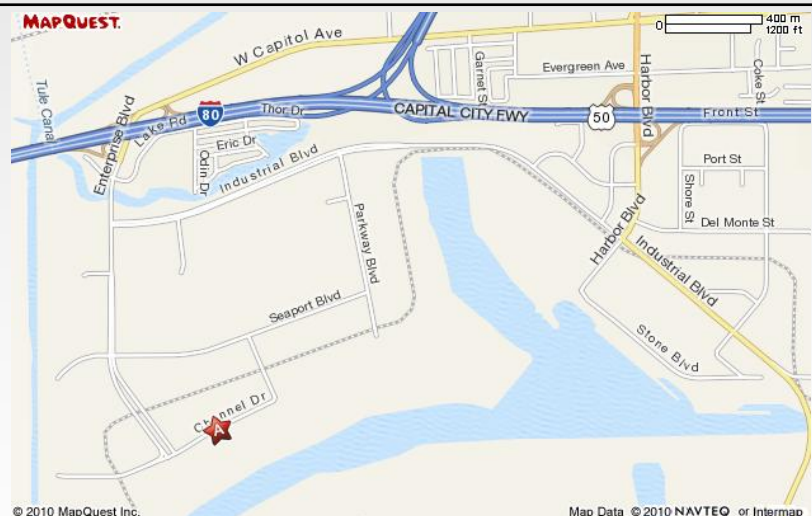 MAPQUEST.
0
400 m
1200 ft
W Capitol Ave
Garnet St
Evergreen Ave
Harbor Blvd
Coke St
Tule Canal
Enterprise Blvd
Lake Rd
80
Thor Dr
CAPITAL CITY FWY
50
Front St
Eric Dr
Odin Dr
Industrial Blvd
Port St
Shore St
Parkway Blvd
Harbor Blvd
Del Monte St
Industrial Blvd
Seaport Blvd
Stone Blvd
Channel Dr
A
© 2010 MapQuest Inc.
Map Data © 2010 NAVTEQ or Intermap